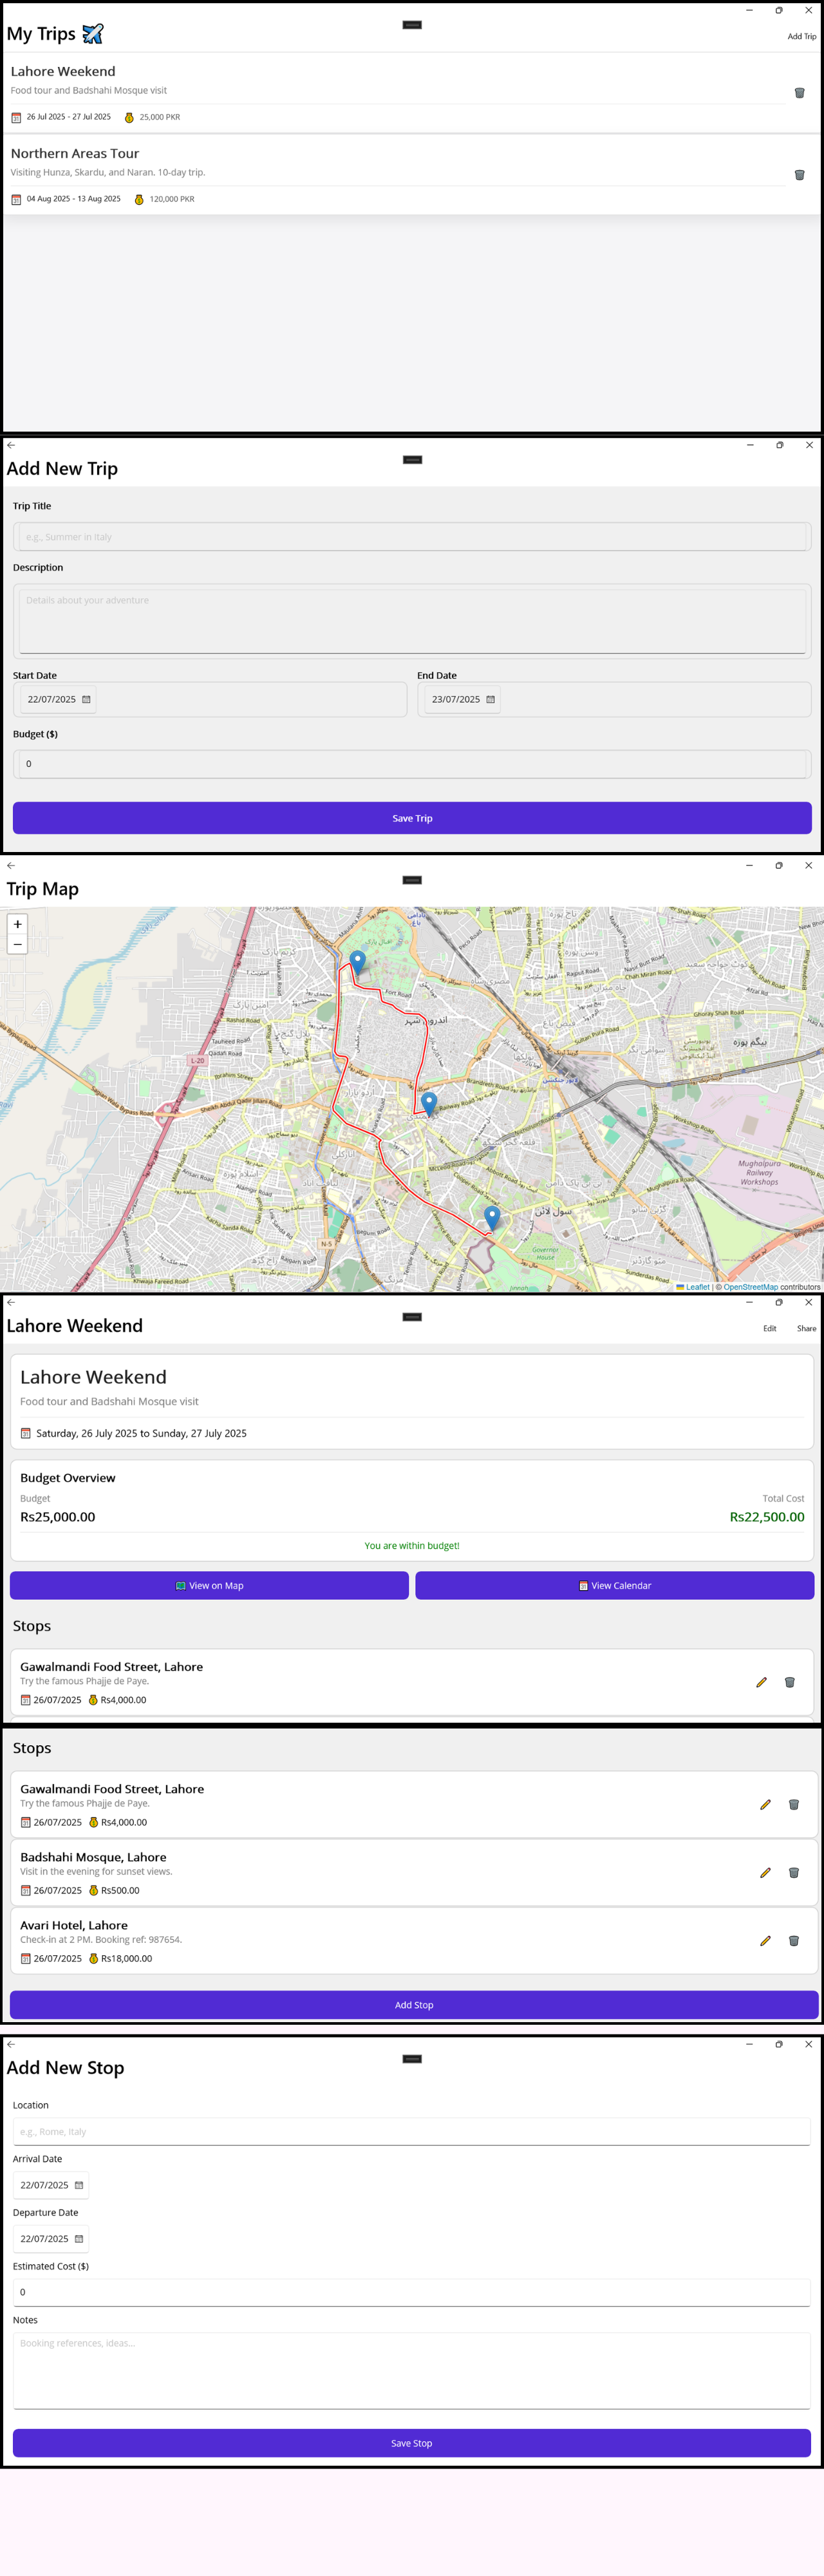 My Trips ✈
Add Trip
Lahore Weekend
Food tour and Badshahi Mosque visit
26 Jul 2025 - 27 Jul 2025 25,000 PKR
Northern Areas Tour
Visiting Hunza, Skardu, and Naran. 10-day trip.
04 Aug 2025 - 13 Aug 2025 120,000 PKR
Add New Trip
Trip Title
e.g., Summer in Italy
Description
Details about your adventure
Start Date End Date
22/07/2025 23/07/2025
Budget ($)
0
Save Trip
Trip Map
+
−
Fort Road
اندرون شہر
Rashid Road
Tauheed Road
Qadafi Road
L-20
Ibrahim Street
Sheikh Abdul Qadir Jilani Road
Brandreth Road
Railway Road
Chah Miran Road
Ghoray Shah Road
Workshop Road
Mughalpura
Railway
Workshops
سول لائن
Governor
House
N-5
Sunderdas Road
Khawaja Fareed Road
Leaflet | © OpenStreetMap contributors
Lahore Weekend
Edit Share
Lahore Weekend
Food tour and Badshahi Mosque visit
Saturday, 26 July 2025 to Sunday, 27 July 2025
Budget Overview
Budget Total Cost
Rs25,000.00 Rs22,500.00
You are within budget!
View on Map View Calendar
Stops
Gawalmandi Food Street, Lahore
Try the famous Phajje de Paye.
26/07/2025 Rs4,000.00
Stops
Gawalmandi Food Street, Lahore
Try the famous Phajje de Paye.
26/07/2025 Rs4,000.00
Badshahi Mosque, Lahore
Visit in the evening for sunset views.
26/07/2025 Rs500.00
Avari Hotel, Lahore
Check-in at 2 PM. Booking ref: 987654.
26/07/2025 Rs18,000.00
Add Stop
Add New Stop
Location
e.g., Rome, Italy
Arrival Date
22/07/2025
Departure Date
22/07/2025
Estimated Cost ($)
0
Notes
Booking references, ideas...
Save Stop